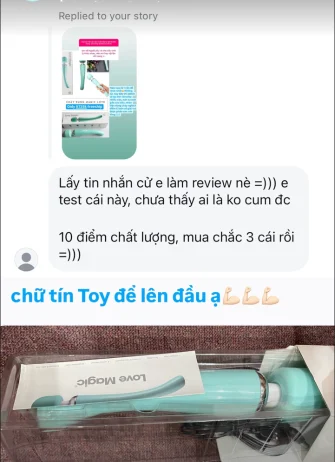 Replied to your story
Lấy tin nhắn cử e làm review nè =))) e
test cái này, chưa thấy ai là ko cum đc
10 điểm chất lượng, mua chắc 3 cái rồi
=)))
chữ tín Toy để lên đầu ạ💪🏻💪🏻💪🏻
Love Magic